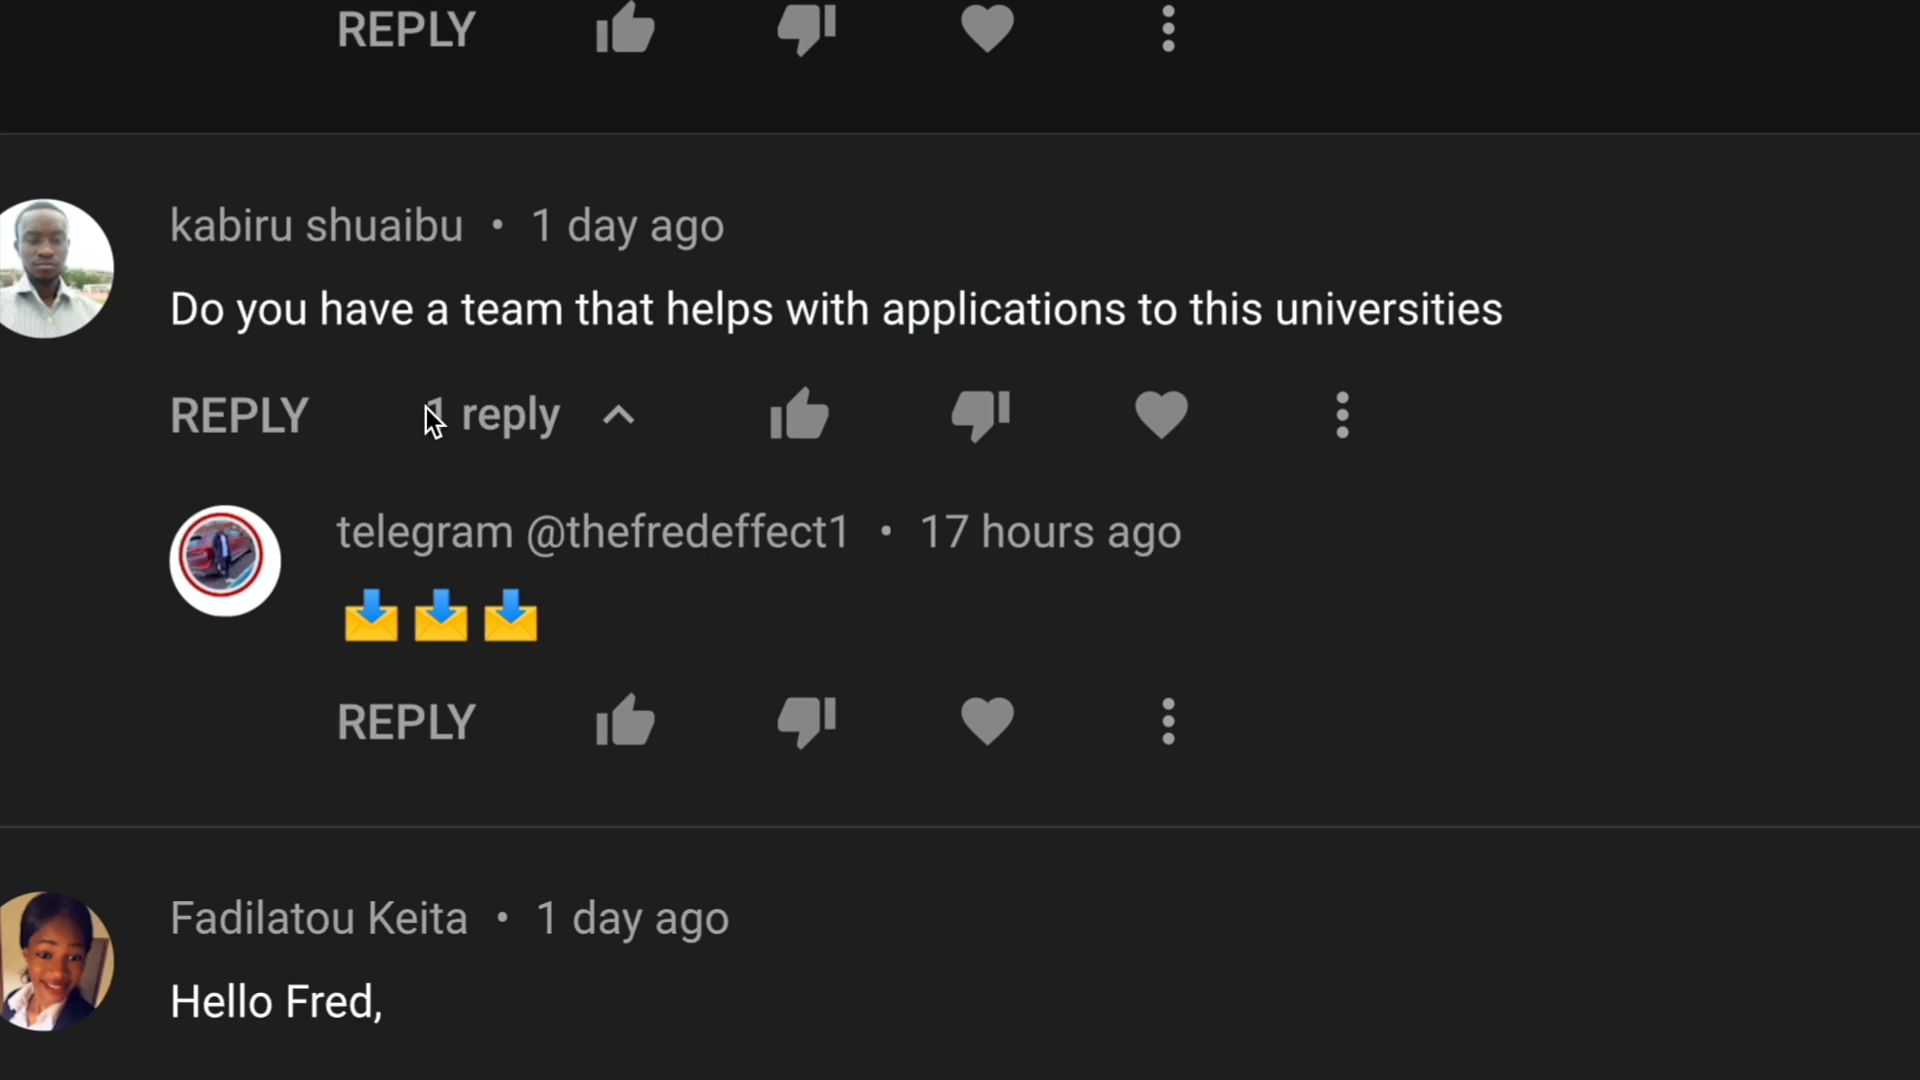 REPLY
kabiru shuaibu • 1 day ago
Do you have a team that helps with applications to this universities
REPLY 1 reply
telegram @thefredeffect1 • 17 hours ago
REPLY
Fadilatou Keita • 1 day ago
Hello Fred,